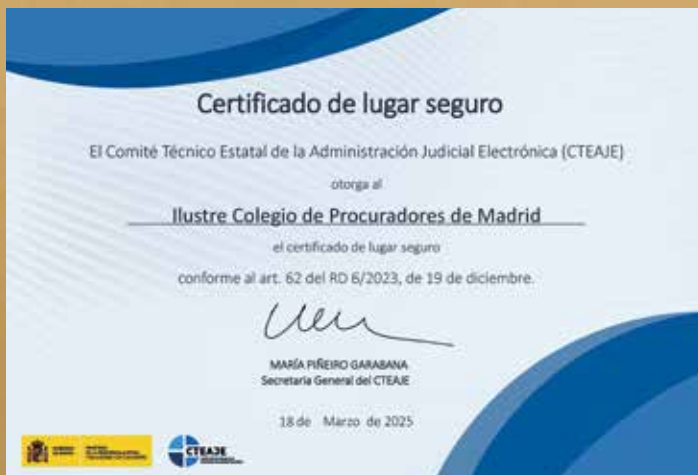 Certificado de lugar seguro
El Comité Técnico Estatal de la Administración Judicial Electrónica (CTEAJE)
otorga al
Ilustre Colegio de Procuradores de Madrid
el certificado de lugar seguro
conforme al art. 62 del RD 6/2023, de 19 de diciembre.
MARÍA PIÑEIRO GARABANA
Secretaria General del CTEAJE
18 de Marzo de 2025
CTEAJE